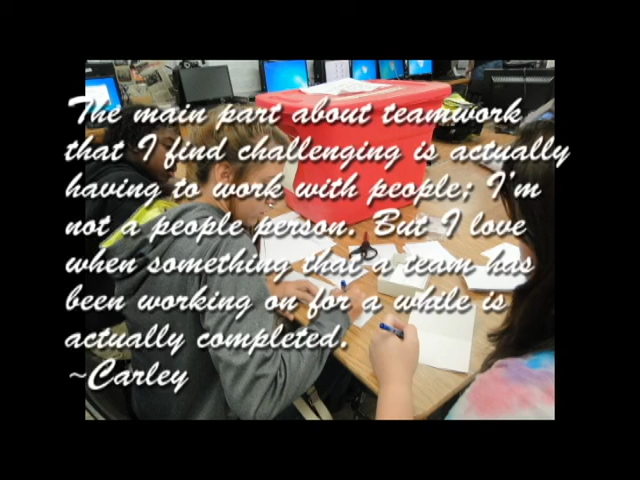 The main part about teamwork
that I find challenging is actually
having to work with people; I'm
not a people person. But I love
when something that a team has
been working on for a while is
actually completed.
~Carley